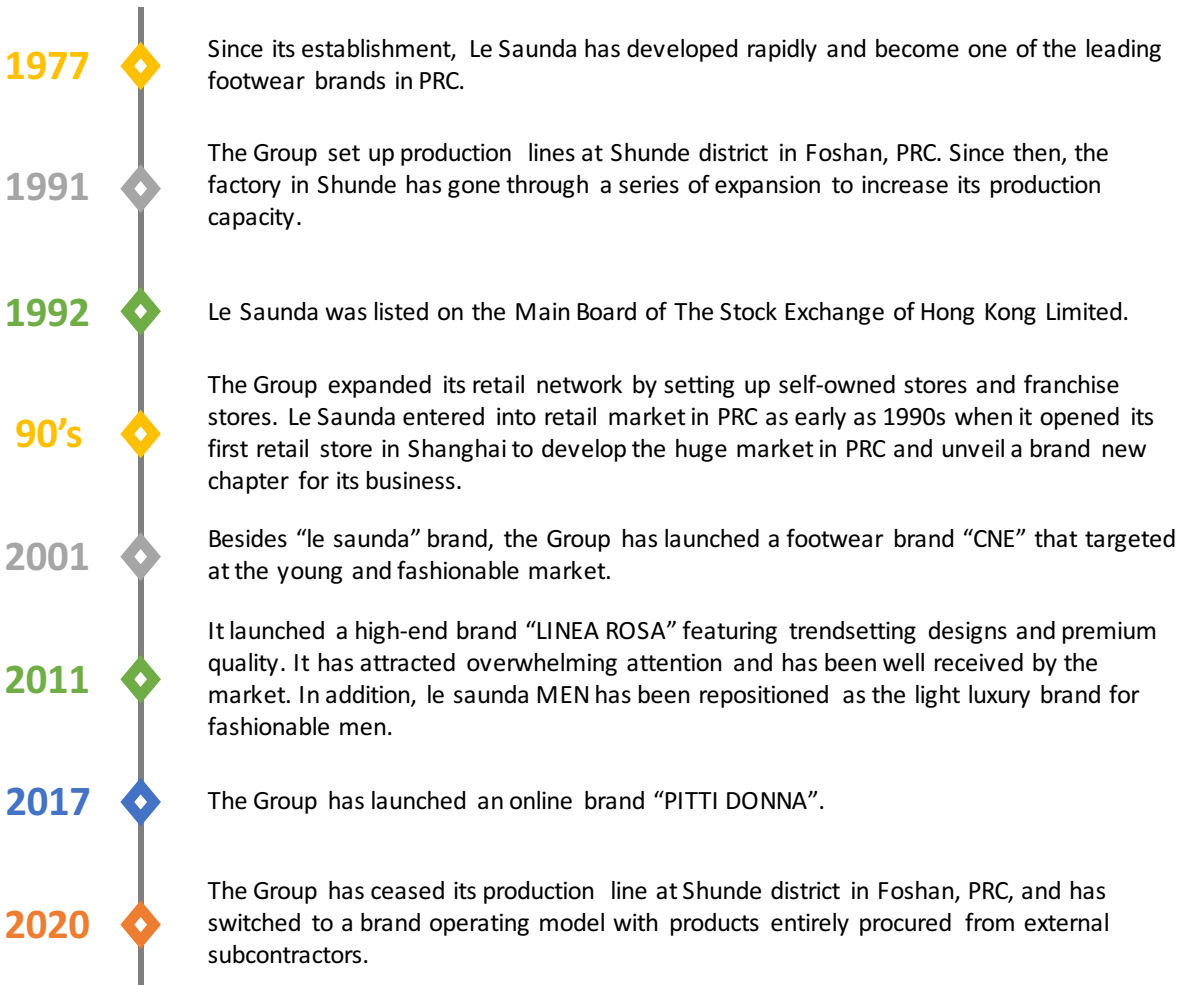 1977
Since its establishment, Le Saunda has developed rapidly and become one of the leading
footwear brands in PRC.
1991
The Group set up production lines at Shunde district in Foshan, PRC. Since then, the
factory in Shunde has gone through a series of expansion to increase its production
capacity.
1992
Le Saunda was listed on the Main Board of The Stock Exchange of Hong Kong Limited.
90’s
The Group expanded its retail network by setting up self-owned stores and franchise
stores. Le Saunda entered into retail market in PRC as early as 1990s when it opened its
first retail store in Shanghai to develop the huge market in PRC and unveil a brand new
chapter for its business.
2001
Besides “le saunda” brand, the Group has launched a footwear brand “CNE” that targeted
at the young and fashionable market.
2011
It launched a high-end brand “LINEA ROSA” featuring trendsetting designs and premium
quality. It has attracted overwhelming attention and has been well received by the
market. In addition, le saunda MEN has been repositioned as the light luxury brand for
fashionable men.
2017
The Group has launched an online brand “PITTI DONNA”.
2020
The Group has ceased its production line at Shunde district in Foshan, PRC, and has
switched to a brand operating model with products entirely procured from external
subcontractors.